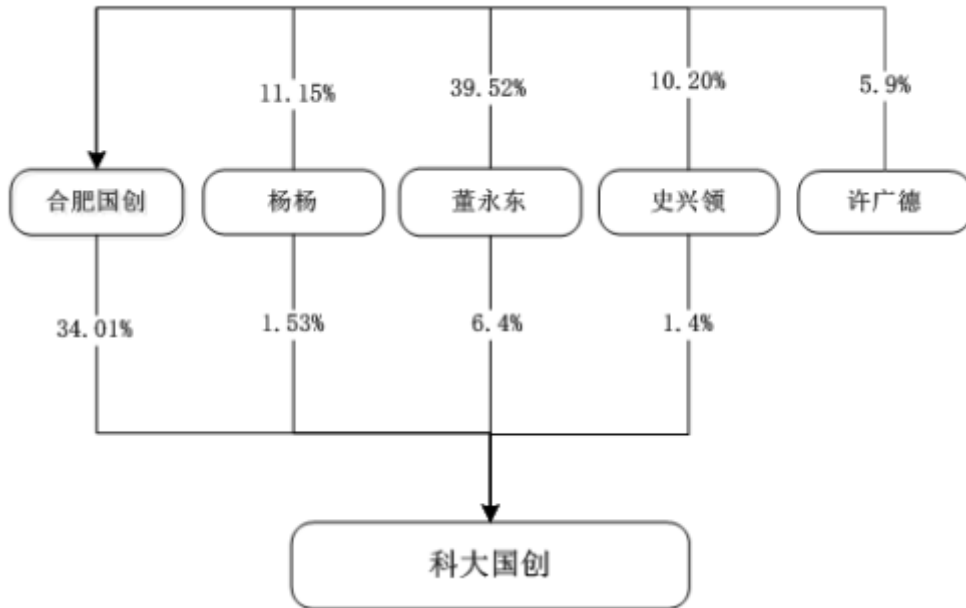 11.15%
39.52%
10.20%
5.9%
合肥国创
杨杨
董永东
史兴领
许广德
34.01%
1.53%
6.4%
1.4%
科大国创